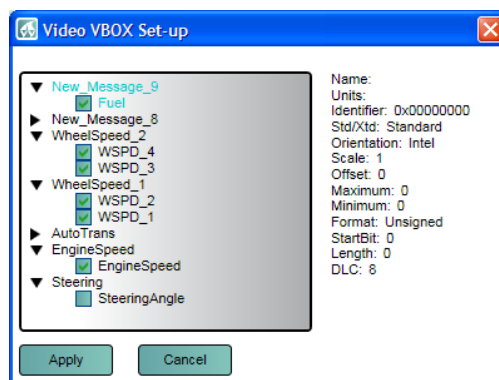 Video VBOX Set-up
New_Message_9
Fuel
New_Message_8
WheelSpeed_2
WSPD_4
WSPD_3
WheelSpeed_1
WSPD_2
WSPD_1
AutoTrans
EngineSpeed
EngineSpeed
Steering
SteeringAngle
Name:
Units:
Identifier: 0x00000000
Std/Xtd: Standard
Orientation: Intel
Scale: 1
Offset: 0
Maximum: 0
Minimum: 0
Format: Unsigned
StartBit: 0
Length: 0
DLC: 8
Apply
Cancel